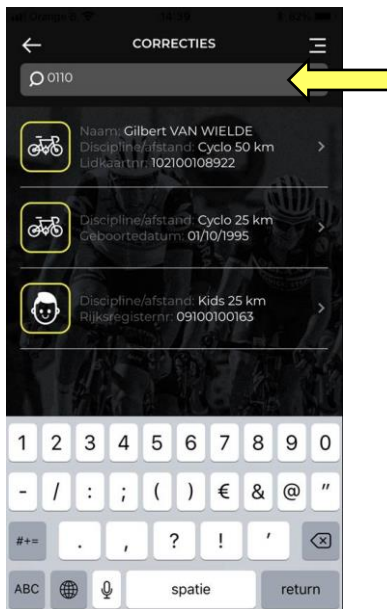 14:59
CORRECTIES
0110
Naam: Gilbert VAN WIELDE
Discipline/afstand: Cyclo 50 km
Lidkaartnr: 102100108922
Discipline/afstand: Cyclo 25 km
Geboortedatum: 01/10/1995
Discipline/afstand: Kids 25 km
Rijksregisternr: 09100100163
1 2 3 4 5 6 7 8 9 0
- / : ; ( ) € & @ "
#+= . , ? ! '
ABC spatie return